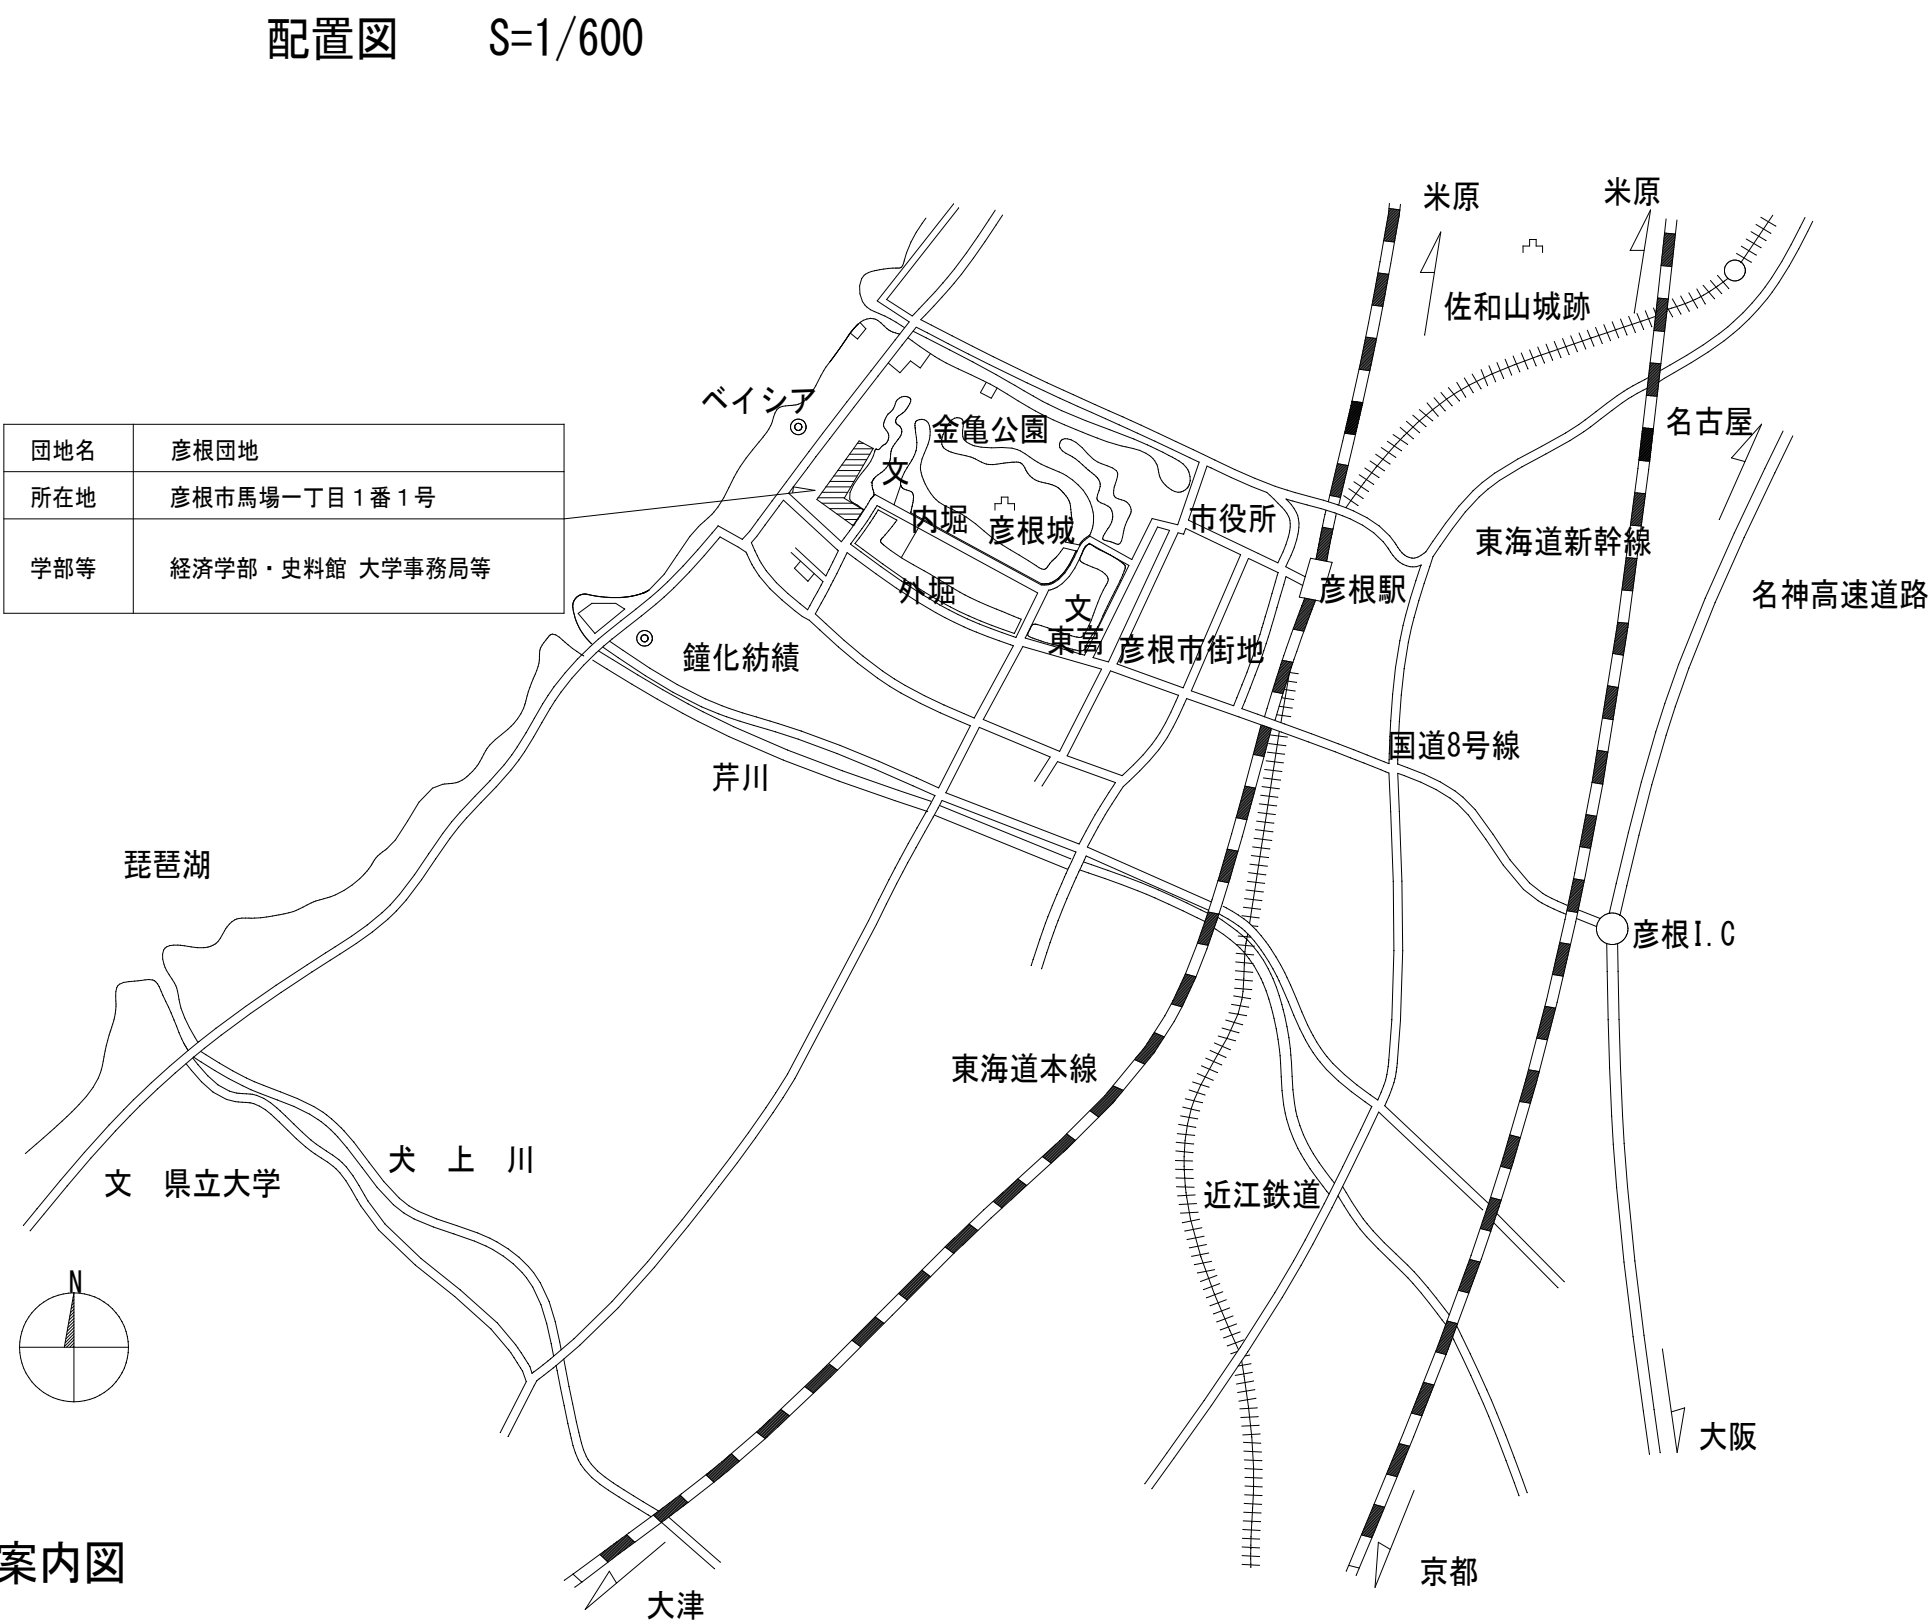 配置図 S=1/600
米原
米原
佐和山城跡
ベイシア
金亀公園
名古屋
団地名 彦根団地
所在地 彦根市馬場一丁目1番1号
学部等 経済学部・史料館 大学事務局等
文
内堀
彦根城
市役所
東海道新幹線
外堀
文
東高
彦根駅
名神高速道路
鐘化紡績
彦根市街地
国道8号線
芹川
琵琶湖
彦根I.C
東海道本線
犬 上 川
文 県立大学
近江鉄道
N
大阪
案内図
京都
大津